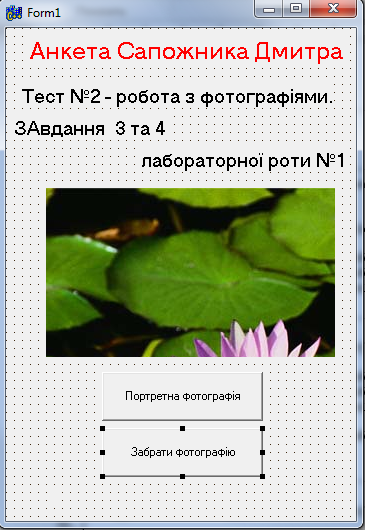 Form1
Анкета Сапожника Дмитра
Тест №2 - робота з фотографіями.
ЗАвдання 3 та 4
лабораторної роти №1
Портретна фотографія
Забрати фотографію